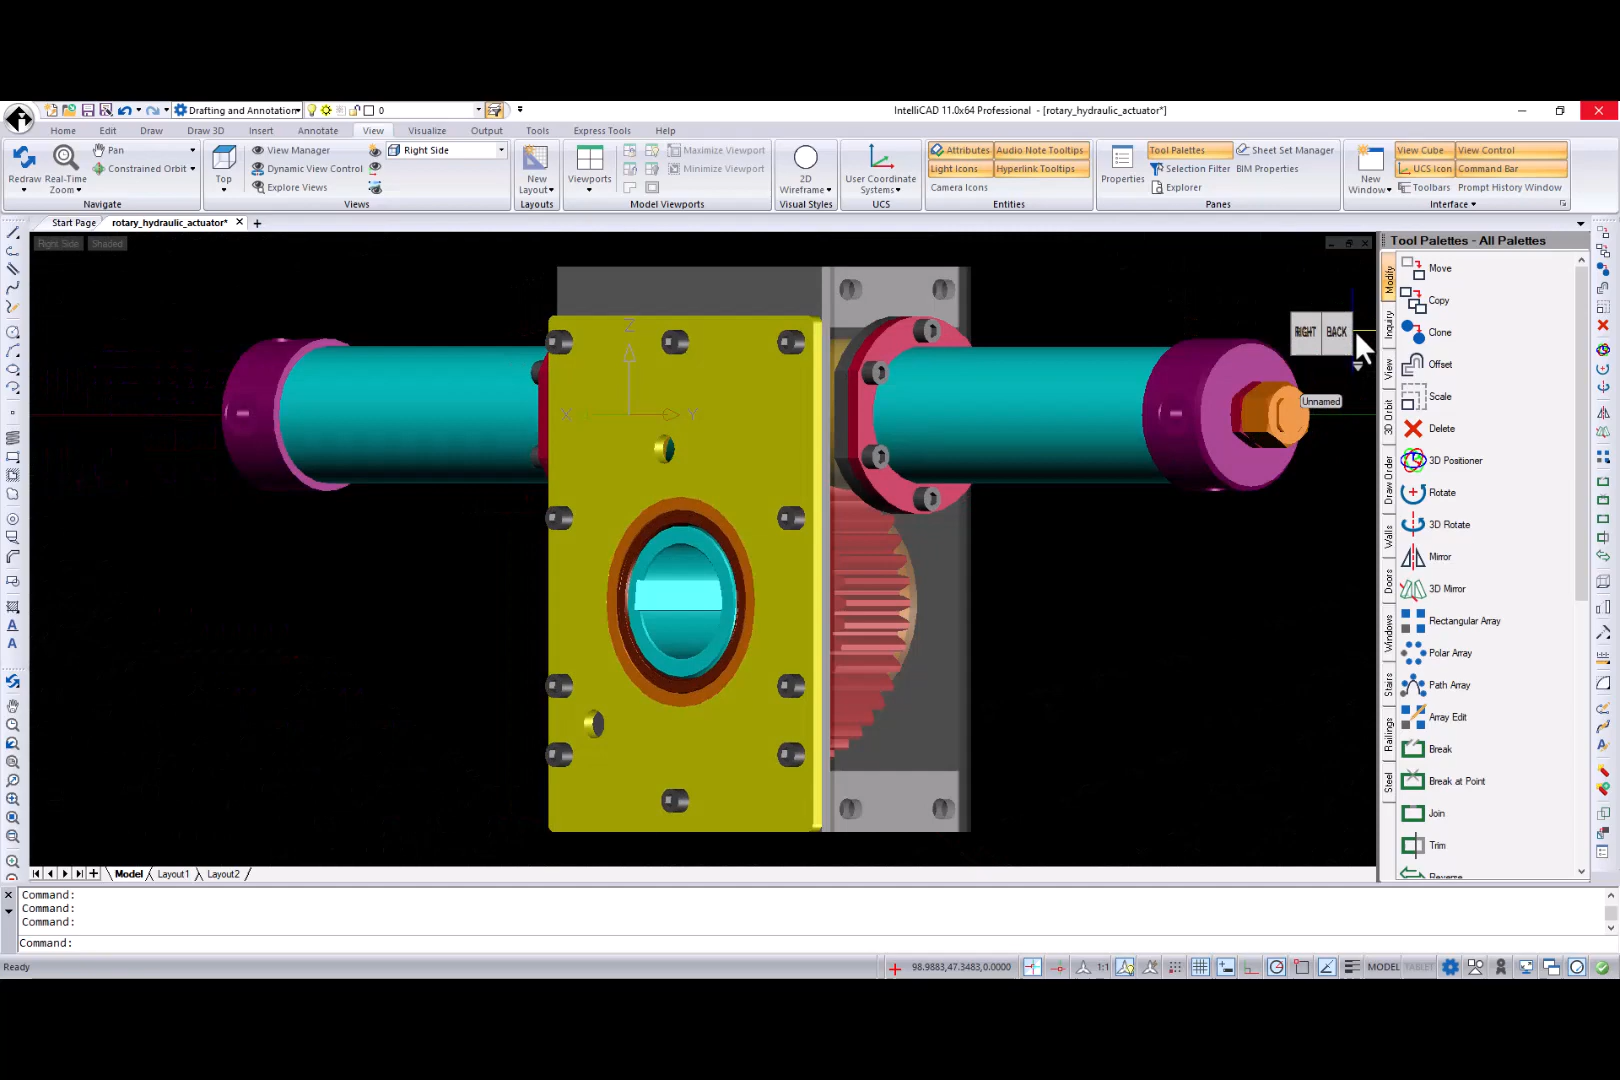 Drafting and Annotation
0
IntelliCAD 11.0x64 Professional - [rotary_hydraulic_actuator*]
Home Edit Draw Draw 3D Insert Annotate View Visualize Output Tools Express Tools Help
Redraw
Real-Time Zoom
Pan
Constrained Orbit
Navigate
Top
View Manager
Dynamic View Control
Explore Views
Right Side
Views
New Layout
Layouts
Viewports
Maximize Viewport
Minimize Viewport
Model Viewports
2D Wireframe
Visual Styles
User Coordinate Systems
UCS
Attributes Audio Note Tooltips
Light Icons Hyperlink Tooltips
Camera Icons
Entities
Properties
Tool Palettes Sheet Set Manager
Selection Filter BIM Properties
Explorer
Panes
New Window
View Cube View Control
UCS Icon Command Bar
Toolbars Prompt History Window
Interface
Start Page rotary_hydraulic_actuator*
Right Side Shaded
Z
X Y
RIGHT BACK
Unnamed
Tool Palettes - All Palettes
Modify
Inquiry
View
3D Orbit
Draw Order
Walls
Doors
Windows
Stairs
Railings
Steel
Move
Copy
Clone
Offset
Scale
Delete
3D Positioner
Rotate
3D Rotate
Mirror
3D Mirror
Rectangular Array
Polar Array
Path Array
Array Edit
Break
Break at Point
Join
Trim
Reverse
Model Layout1 Layout2
Command:
Command:
Command:
Command:
Ready
98.9883,47.3483,0.0000
1:1
MODEL TABLET